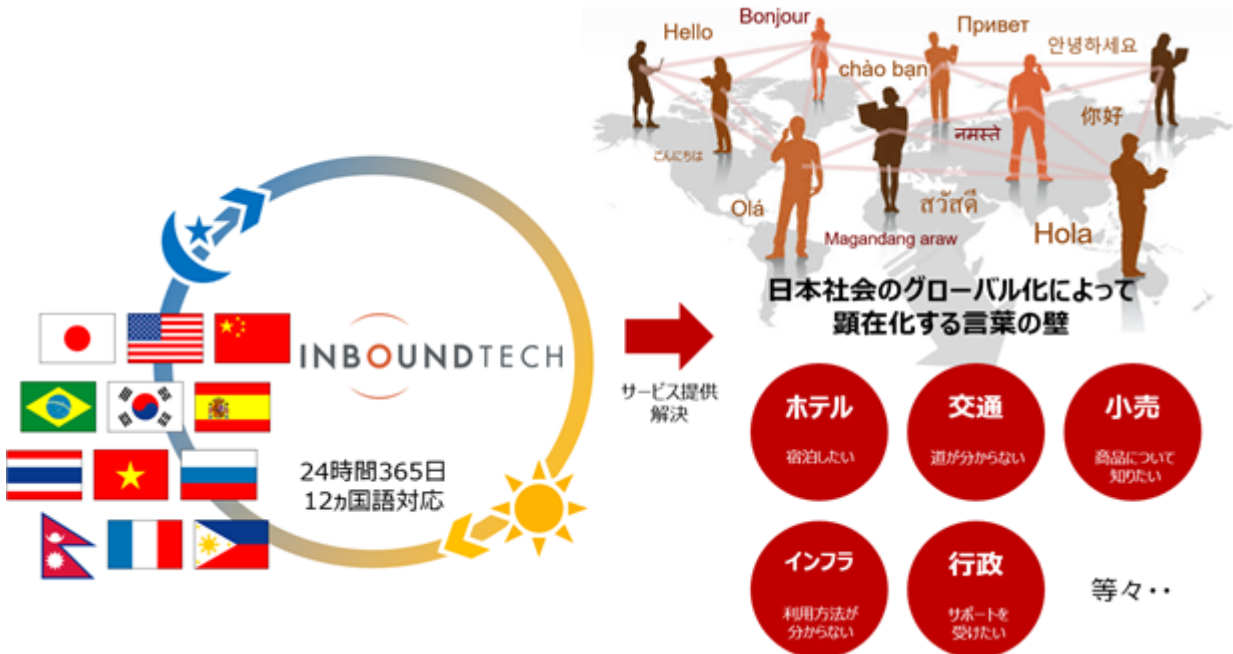 Hello
Bonjour
Привет
안녕하세요
chào bạn
こんにちは
नमस्ते
你好
Olá
สวัสดี
Magandang araw
Hola
INBOUNDTECH
24時間365日
12ヵ国語対応
サービス提供
解決
日本社会のグローバル化によって
顕在化する言葉の壁
ホテル
宿泊したい
交通
道が分からない
小売
商品について
知りたい
インフラ
利用方法が
分からない
行政
サポートを
受けたい
等々・・